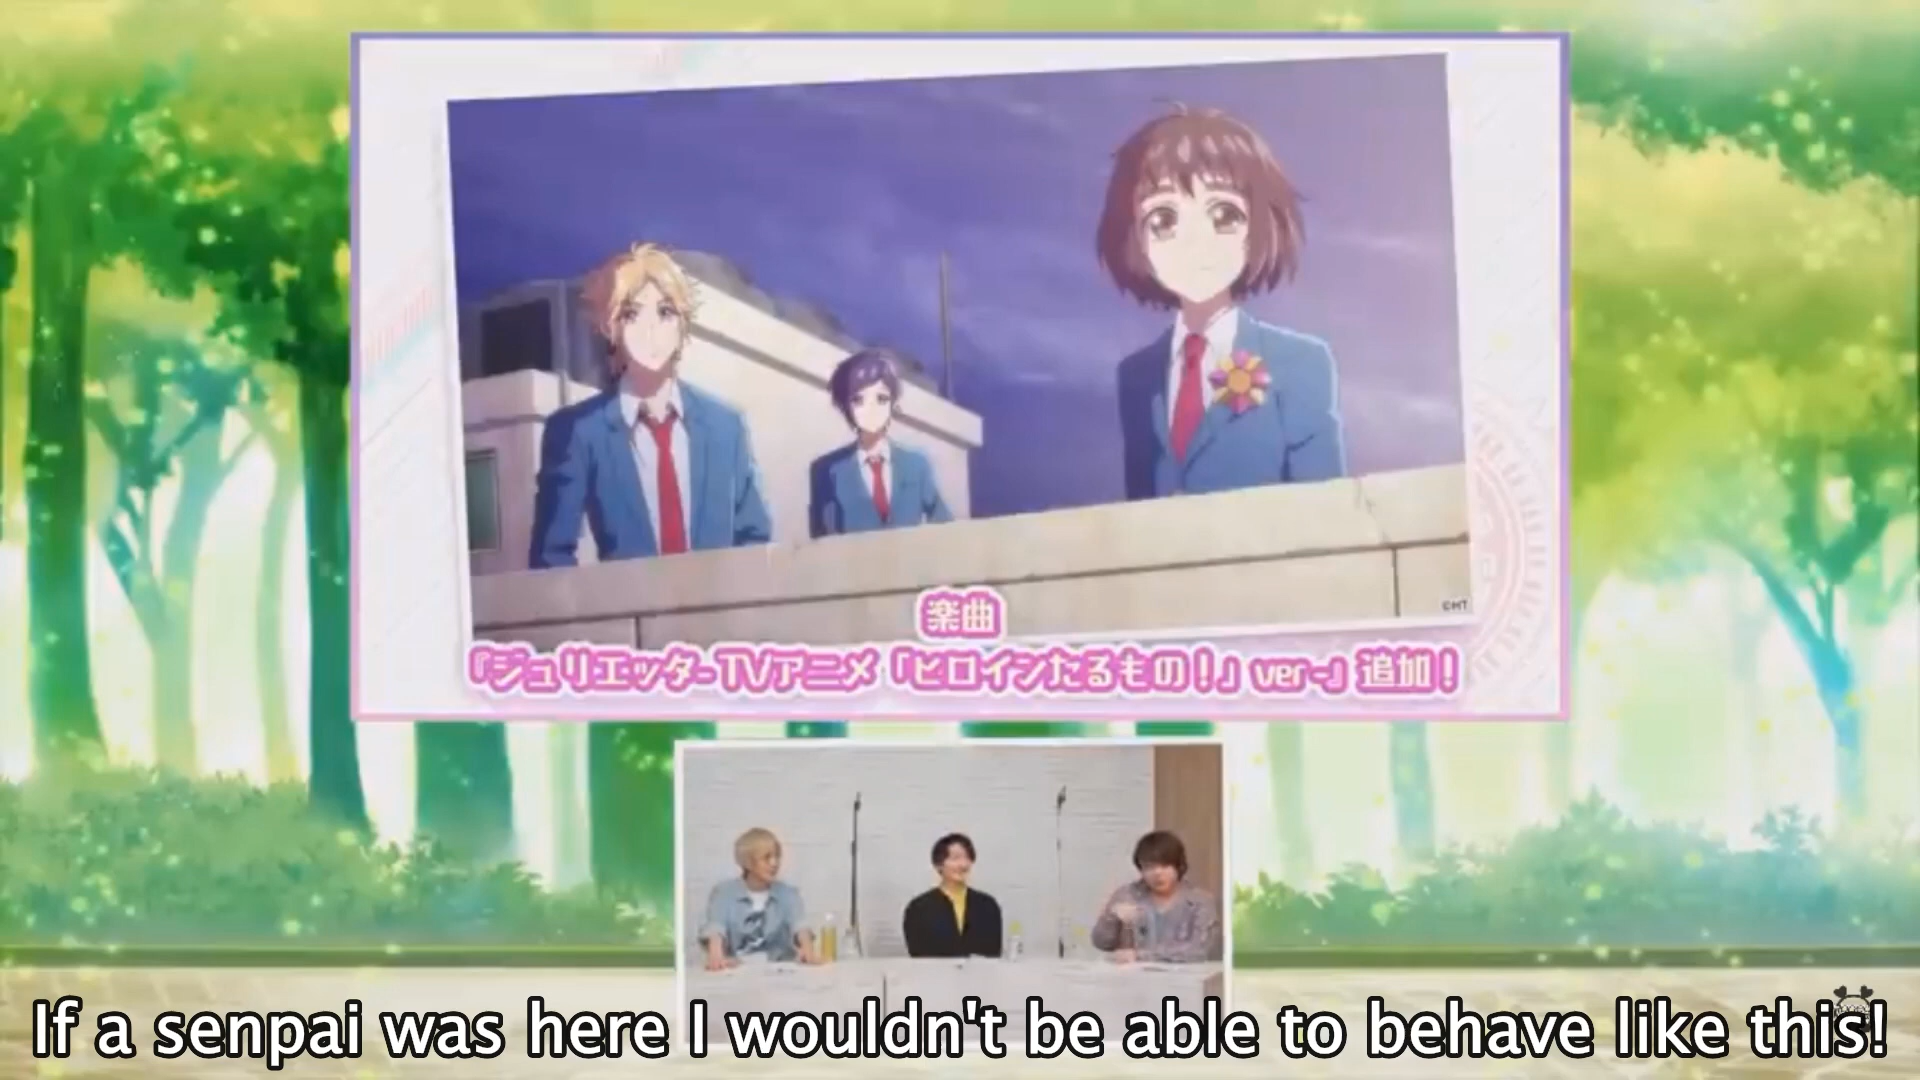 ©HT
楽曲
『ジュリエッタ-TVアニメ「ヒロインたるもの！」ver-』追加！
If a senpai was here I wouldn't be able to behave like this!